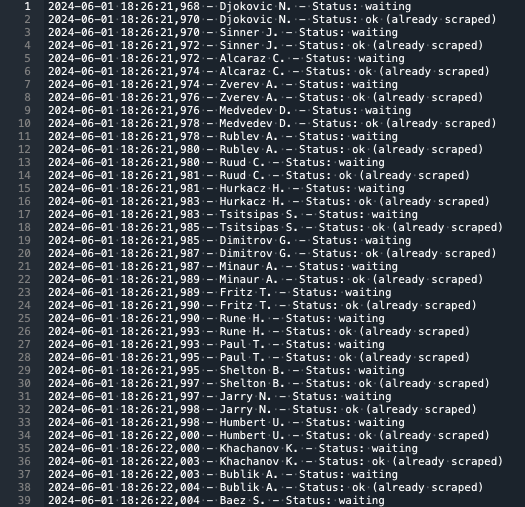 1 2024-06-01 18:26:21,968 - Djokovic N. - Status: waiting
2 2024-06-01 18:26:21,970 - Djokovic N. - Status: ok (already scraped)
3 2024-06-01 18:26:21,970 - Sinner J. - Status: waiting
4 2024-06-01 18:26:21,972 - Sinner J. - Status: ok (already scraped)
5 2024-06-01 18:26:21,972 - Alcaraz C. - Status: waiting
6 2024-06-01 18:26:21,974 - Alcaraz C. - Status: ok (already scraped)
7 2024-06-01 18:26:21,974 - Zverev A. - Status: waiting
8 2024-06-01 18:26:21,976 - Zverev A. - Status: ok (already scraped)
9 2024-06-01 18:26:21,976 - Medvedev D. - Status: waiting
10 2024-06-01 18:26:21,978 - Medvedev D. - Status: ok (already scraped)
11 2024-06-01 18:26:21,978 - Rublev A. - Status: waiting
12 2024-06-01 18:26:21,980 - Rublev A. - Status: ok (already scraped)
13 2024-06-01 18:26:21,980 - Ruud C. - Status: waiting
14 2024-06-01 18:26:21,981 - Ruud C. - Status: ok (already scraped)
15 2024-06-01 18:26:21,981 - Hurkacz H. - Status: waiting
16 2024-06-01 18:26:21,983 - Hurkacz H. - Status: ok (already scraped)
17 2024-06-01 18:26:21,983 - Tsitsipas S. - Status: waiting
18 2024-06-01 18:26:21,985 - Tsitsipas S. - Status: ok (already scraped)
19 2024-06-01 18:26:21,985 - Dimitrov G. - Status: waiting
20 2024-06-01 18:26:21,987 - Dimitrov G. - Status: ok (already scraped)
21 2024-06-01 18:26:21,987 - Minaur A. - Status: waiting
22 2024-06-01 18:26:21,989 - Minaur A. - Status: ok (already scraped)
23 2024-06-01 18:26:21,989 - Fritz T. - Status: waiting
24 2024-06-01 18:26:21,990 - Fritz T. - Status: ok (already scraped)
25 2024-06-01 18:26:21,990 - Rune H. - Status: waiting
26 2024-06-01 18:26:21,993 - Rune H. - Status: ok (already scraped)
27 2024-06-01 18:26:21,993 - Paul T. - Status: waiting
28 2024-06-01 18:26:21,995 - Paul T. - Status: ok (already scraped)
29 2024-06-01 18:26:21,995 - Shelton B. - Status: waiting
30 2024-06-01 18:26:21,997 - Shelton B. - Status: ok (already scraped)
31 2024-06-01 18:26:21,997 - Jarry N. - Status: waiting
32 2024-06-01 18:26:21,998 - Jarry N. - Status: ok (already scraped)
33 2024-06-01 18:26:21,998 - Humbert U. - Status: waiting
34 2024-06-01 18:26:22,000 - Humbert U. - Status: ok (already scraped)
35 2024-06-01 18:26:22,000 - Khachanov K. - Status: waiting
36 2024-06-01 18:26:22,003 - Khachanov K. - Status: ok (already scraped)
37 2024-06-01 18:26:22,003 - Bublik A. - Status: waiting
38 2024-06-01 18:26:22,004 - Bublik A. - Status: ok (already scraped)
39 2024-06-01 18:26:22,004 - Baez S. - Status: waiting